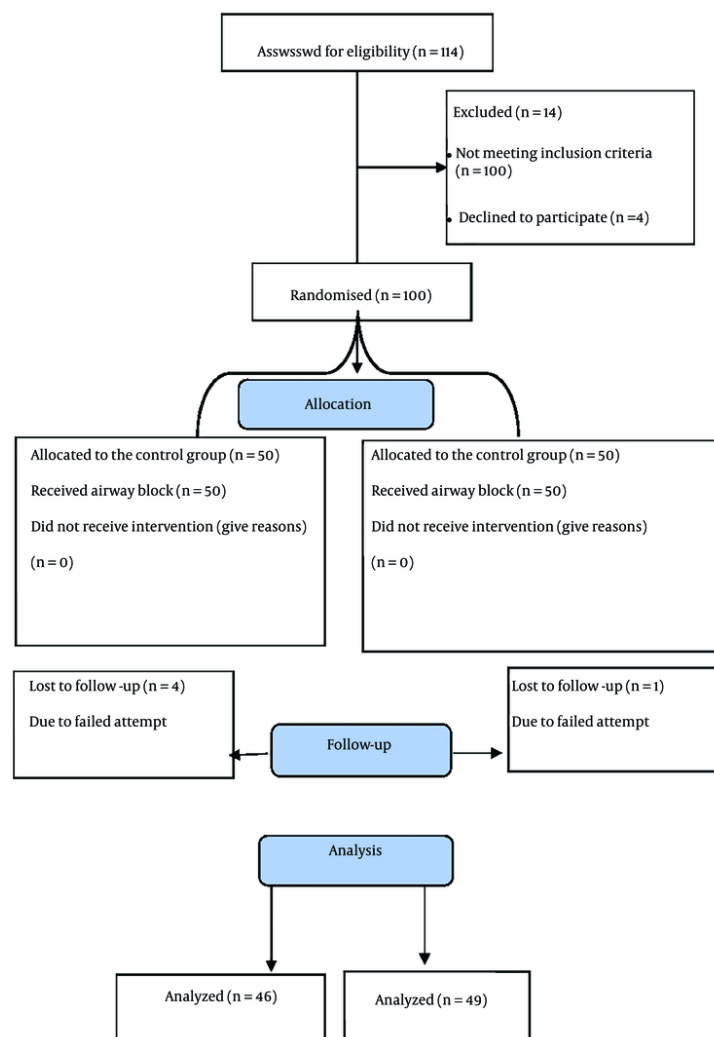 Asswsswd for eligibility (n = 114)
Excluded (n = 14)
• Not meeting inclusion criteria
(n = 100)
• Declined to participate (n =4)
Randomised (n = 100)
Allocation
Allocated to the control group (n = 50)
Received airway block (n = 50)
Did not receive intervention (give reasons)
(n = 0)
Allocated to the control group (n = 50)
Received airway block (n = 50)
Did not receive intervention (give reasons)
(n = 0)
Lost to follow -up (n = 4)
Due to failed attempt
Follow-up
Lost to follow -up (n = 1)
Due to failed attempt
Analysis
Analyzed (n = 46)
Analyzed (n = 49)